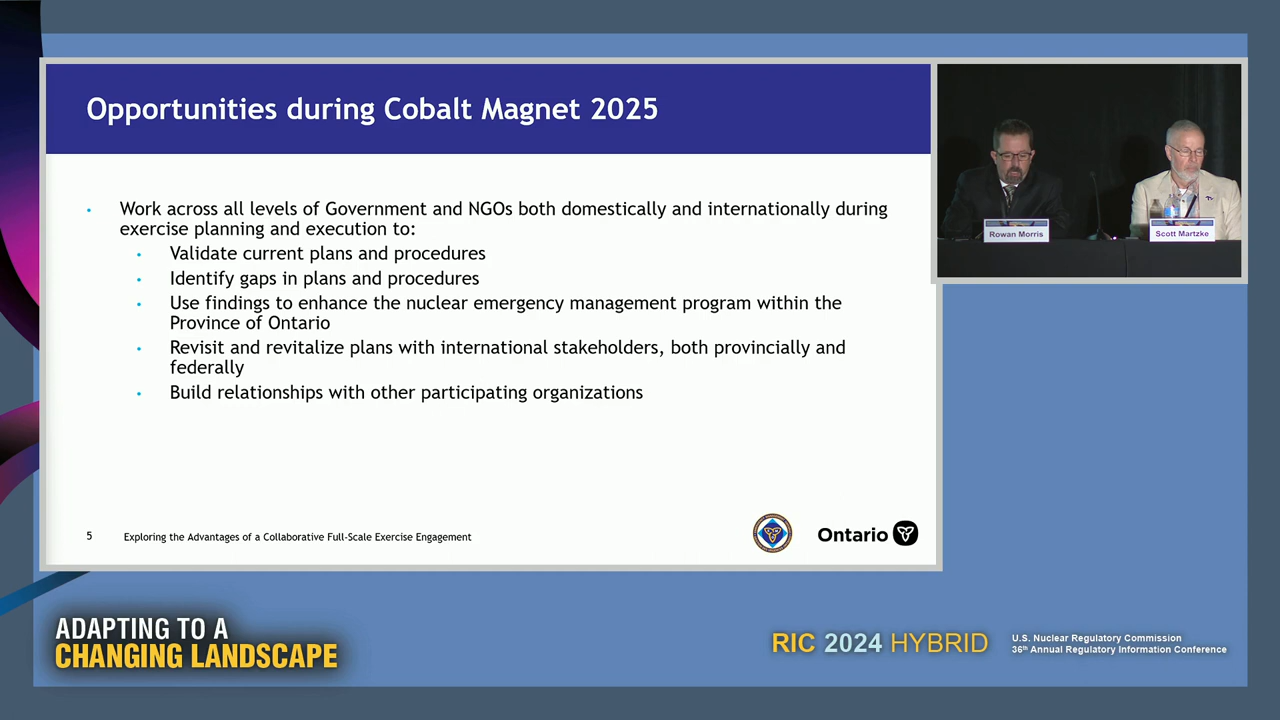 Opportunities during Cobalt Magnet 2025
• Work across all levels of Government and NGOs both domestically and internationally during
exercise planning and execution to:
• Validate current plans and procedures
• Identify gaps in plans and procedures
• Use findings to enhance the nuclear emergency management program within the
Province of Ontario
• Revisit and revitalize plans with international stakeholders, both provincially and
federally
• Build relationships with other participating organizations
5 Exploring the Advantages of a Collaborative Full-Scale Exercise Engagement
Ontario
Rowan Morris
Scott Martzke
ADAPTING TO A
CHANGING LANDSCAPE
RIC 2024 HYBRID
U.S. Nuclear Regulatory Commission
36th Annual Regulatory Information Conference